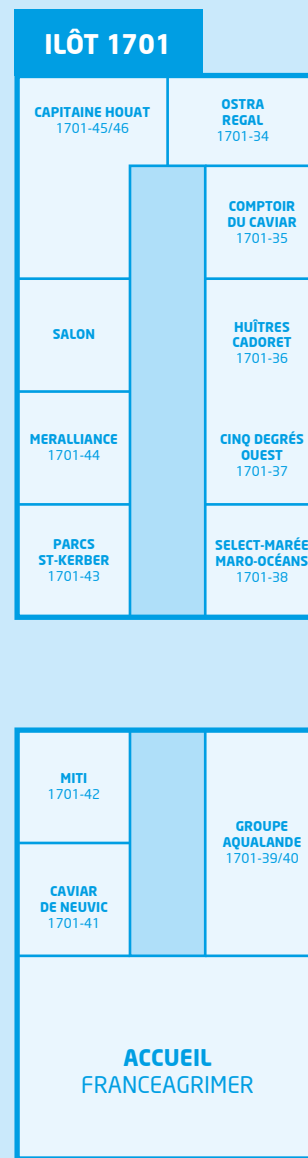 ILÔT 1701
CAPITAINE HOUAT
1701-45/46
OSTRA
REGAL
1701-34
COMPTOIR
DU CAVIAR
1701-35
SALON
HUÎTRES
CADORET
1701-36
MERALLIANCE
1701-44
CINQ DEGRÉS
OUEST
1701-37
PARCS
ST-KERBER
1701-43
SELECT-MARÉE
MARO-OCÉANS
1701-38
MITI
1701-42
GROUPE
AQUALANDE
1701-39/40
CAVIAR
DE NEUVIC
1701-41
ACCUEIL
FRANCEAGRIMER